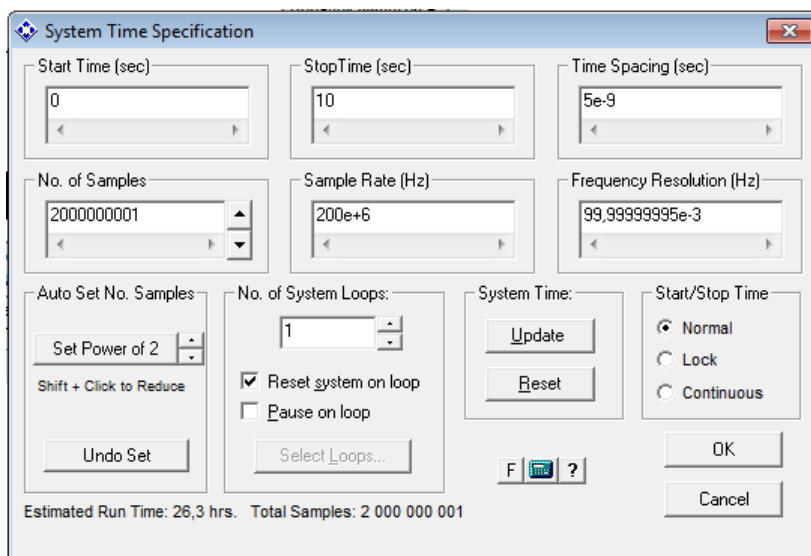 System Time Specification
Start Time (sec)
StopTime (sec)
Time Spacing (sec)
0
10
5e-9
No. of Samples
Sample Rate (Hz)
Frequency Resolution (Hz)
2000000001
200e+6
99,99999995e-3
Auto Set No. Samples
No. of System Loops:
System Time:
Start/Stop Time
Set Power of 2
Shift + Click to Reduce
Undo Set
1
Reset system on loop
Pause on loop
Select Loops...
Update
Reset
Normal
Lock
Continuous
F
?
OK
Cancel
Estimated Run Time: 26,3 hrs. Total Samples: 2 000 000 001